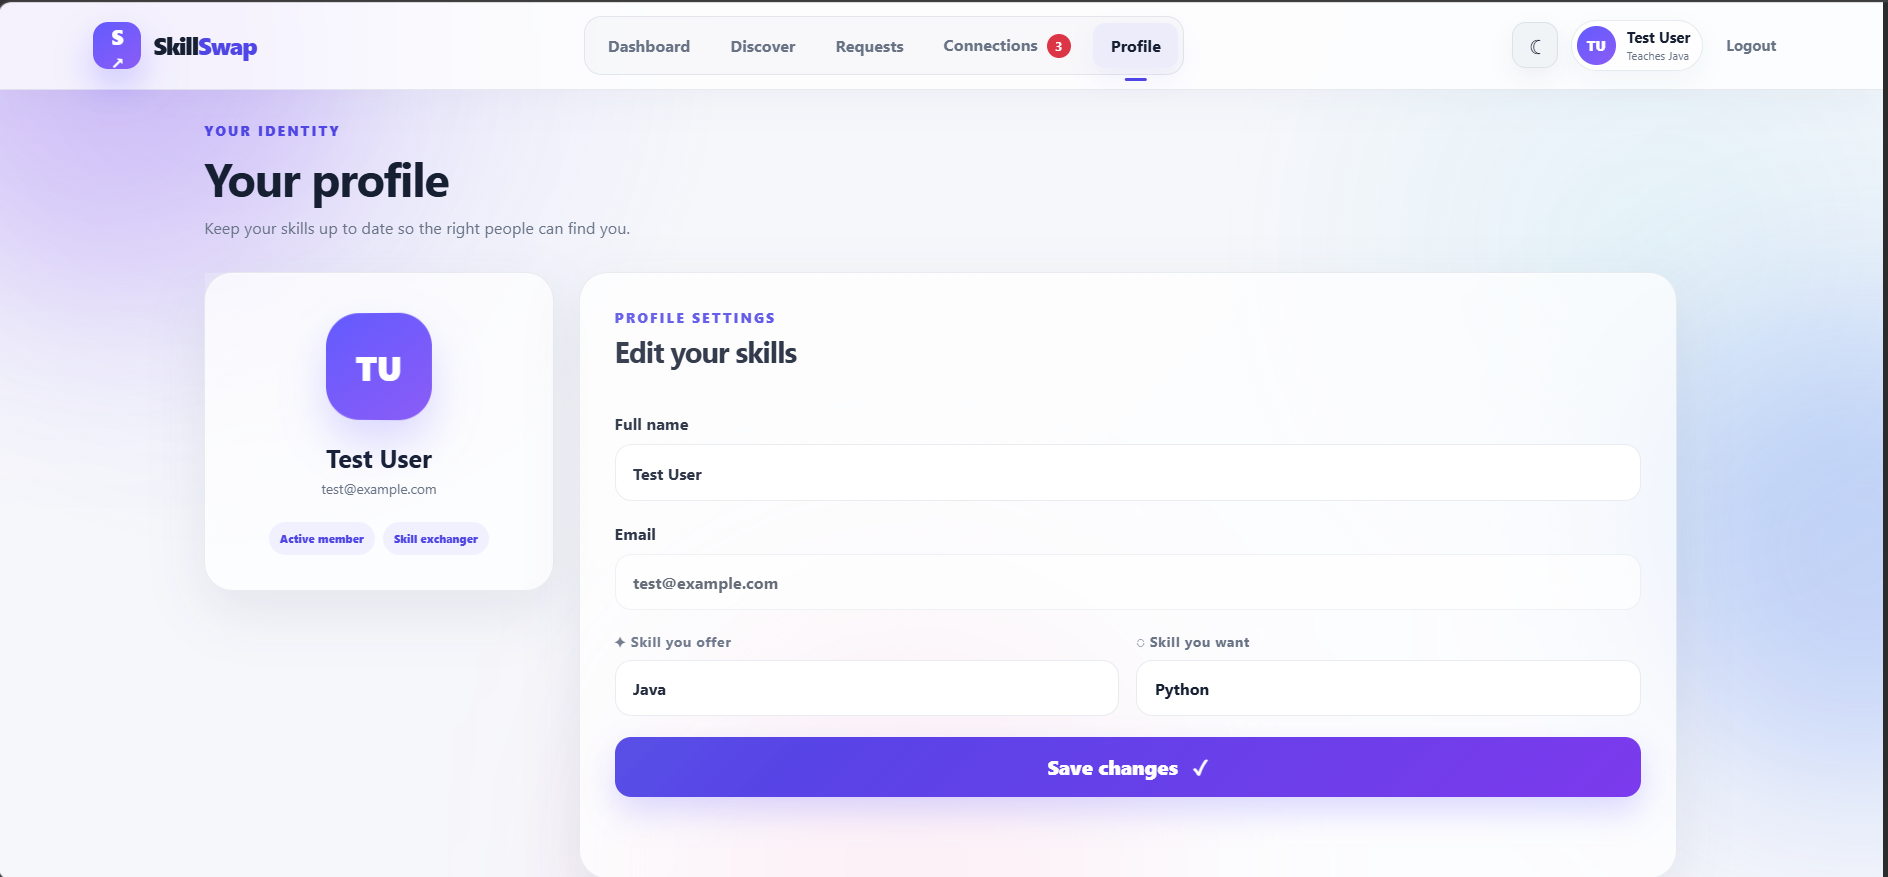 S
↗
SkillSwap
Dashboard
Discover
Requests
Connections 3
Profile
☾
TU
Test User
Teaches Java
Logout
YOUR IDENTITY
Your profile
Keep your skills up to date so the right people can find you.
TU
Test User
test@example.com
Active member
Skill exchanger
PROFILE SETTINGS
Edit your skills
Full name
Test User
Email
test@example.com
✦ Skill you offer
Java
◌ Skill you want
Python
Save changes ✓